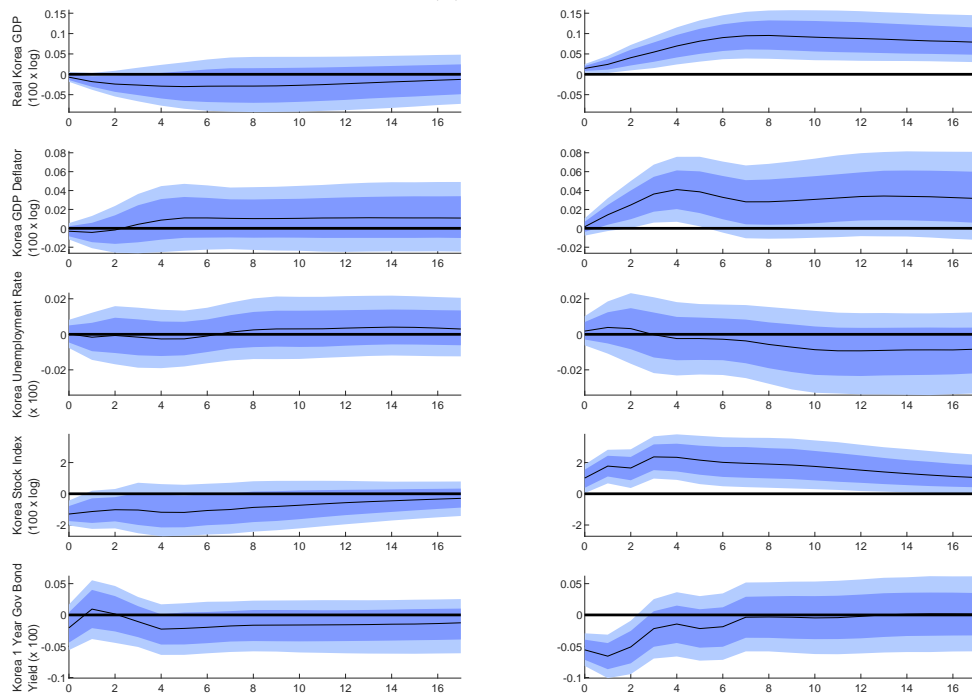 Real Korea GDP
(100 x log)
0.15
0.1
0.05
0
-0.05
0 2 4 6 8 10 12 14 16
0.15
0.1
0.05
0
-0.05
0 2 4 6 8 10 12 14 16
Korea GDP Deflator
(100 x log)
0.08
0.06
0.04
0.02
0
-0.02
0 2 4 6 8 10 12 14 16
0.08
0.06
0.04
0.02
0
-0.02
0 2 4 6 8 10 12 14 16
Korea Unemployment Rate
(x 100)
0.02
0
-0.02
0 2 4 6 8 10 12 14 16
0.02
0
-0.02
0 2 4 6 8 10 12 14 16
Korea Stock Index
(100 x log)
2
0
-2
0 2 4 6 8 10 12 14 16
2
0
-2
0 2 4 6 8 10 12 14 16
Korea 1 Year Gov Bond
Yield (x 100)
0.05
0
-0.05
-0.1
0 2 4 6 8 10 12 14 16
0.05
0
-0.05
-0.1
0 2 4 6 8 10 12 14 16